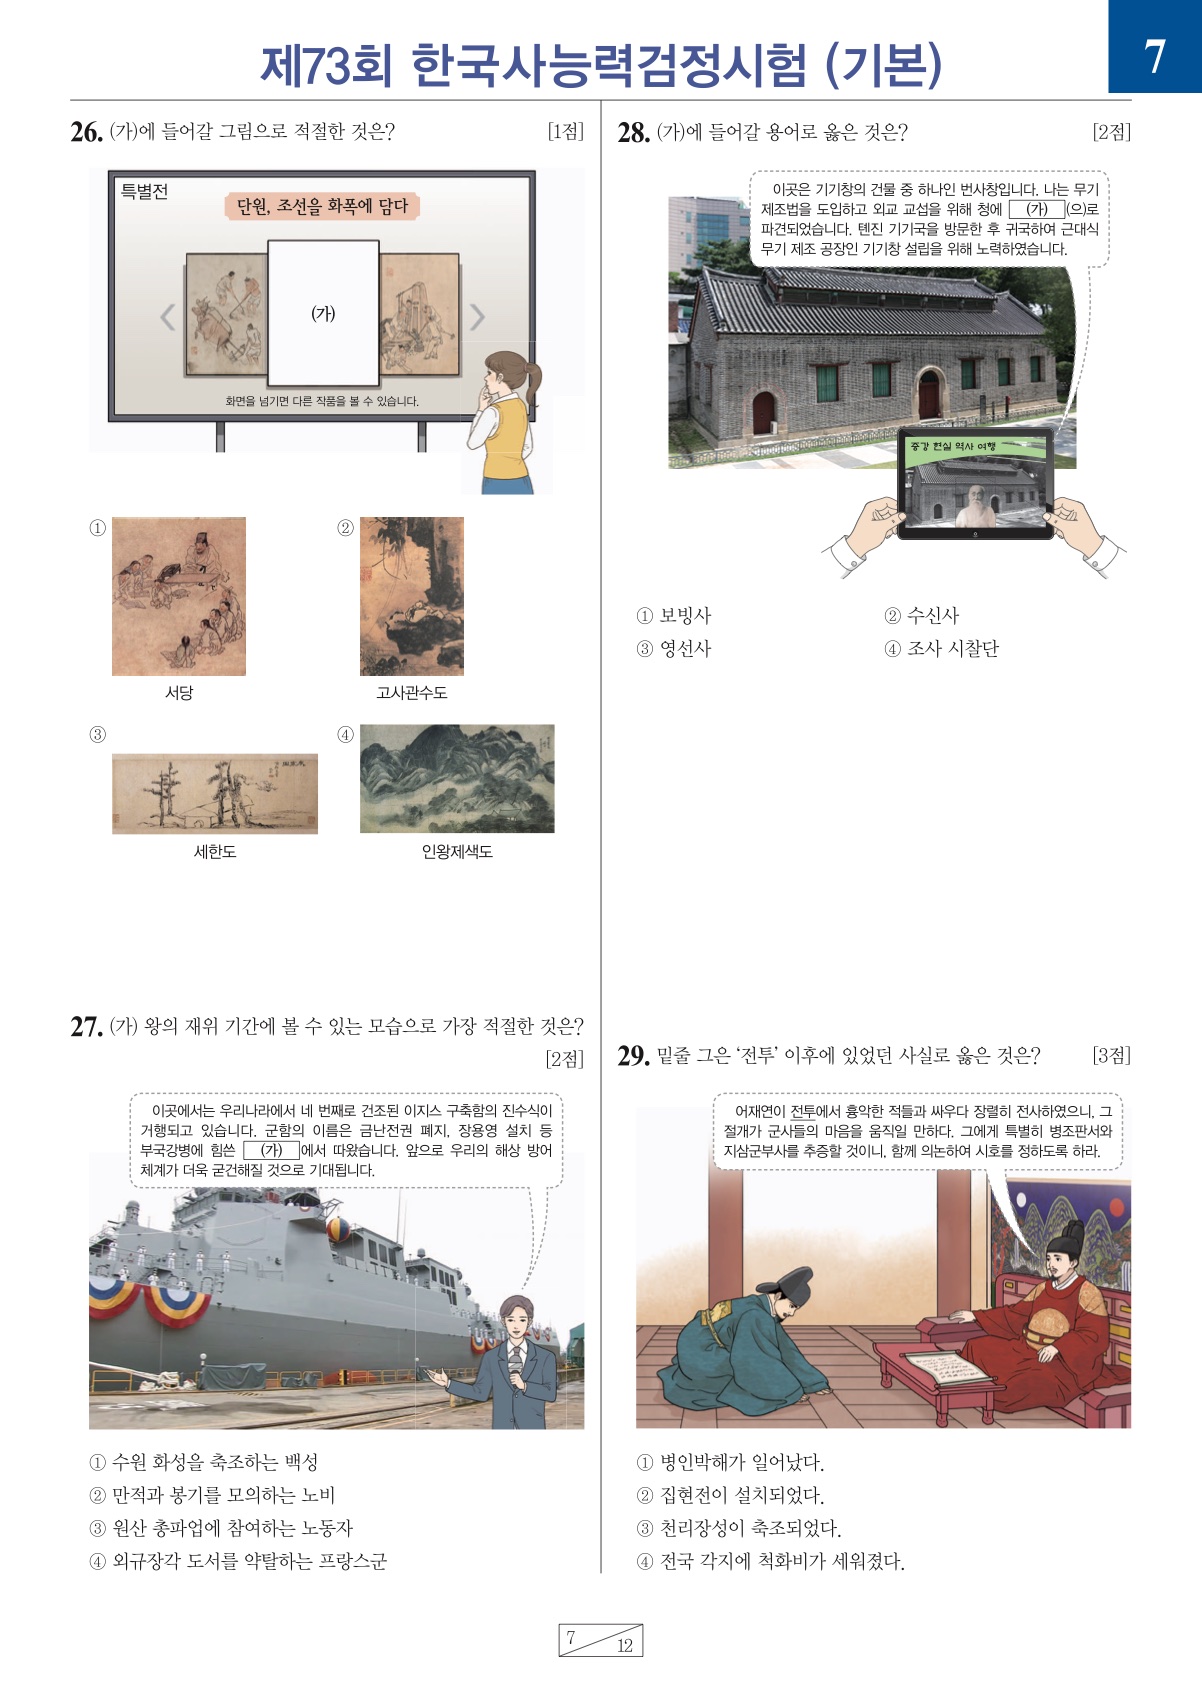 제73회 한국사능력검정시험 (기본)
7
26. (가)에 들어갈 그림으로 적절한 것은? [1점]
특별전
단원, 조선을 화폭에 담다
(가)
화면을 넘기면 다른 작품을 볼 수 있습니다.
① 서당
② 고사관수도
③ 세한도
④ 인왕제색도
27. (가) 왕의 재위 기간에 볼 수 있는 모습으로 가장 적절한 것은?
[2점]
이곳에서는 우리나라에서 네 번째로 건조된 이지스 구축함의 진수식이
거행되고 있습니다. 군함의 이름은 금난전권 폐지, 장용영 설치 등
부국강병에 힘쓴 (가) 에서 따왔습니다. 앞으로 우리의 해상 방어
체계가 더욱 굳건해질 것으로 기대됩니다.
① 수원 화성을 축조하는 백성
② 만적과 봉기를 모의하는 노비
③ 원산 총파업에 참여하는 노동자
④ 외규장각 도서를 약탈하는 프랑스군
28. (가)에 들어갈 용어로 옳은 것은? [2점]
이곳은 기기창의 건물 중 하나인 번사창입니다. 나는 무기
제조법을 도입하고 외교 교섭을 위해 청에 (가) (으)로
파견되었습니다. 톈진 기기국을 방문한 후 귀국하여 근대식
무기 제조 공장인 기기창 설립을 위해 노력하였습니다.
증강 현실 역사 여행
① 보빙사 ② 수신사
③ 영선사 ④ 조사 시찰단
29. 밑줄 그은 ‘전투’ 이후에 있었던 사실로 옳은 것은? [3점]
어재연이 전투에서 흉악한 적들과 싸우다 장렬히 전사하였으니, 그
절개가 군사들의 마음을 움직일 만하다. 그에게 특별히 병조판서와
지삼군부사를 추증할 것이니, 함께 의논하여 시호를 정하도록 하라.
① 병인박해가 일어났다.
② 집현전이 설치되었다.
③ 천리장성이 축조되었다.
④ 전국 각지에 척화비가 세워졌다.
7 12